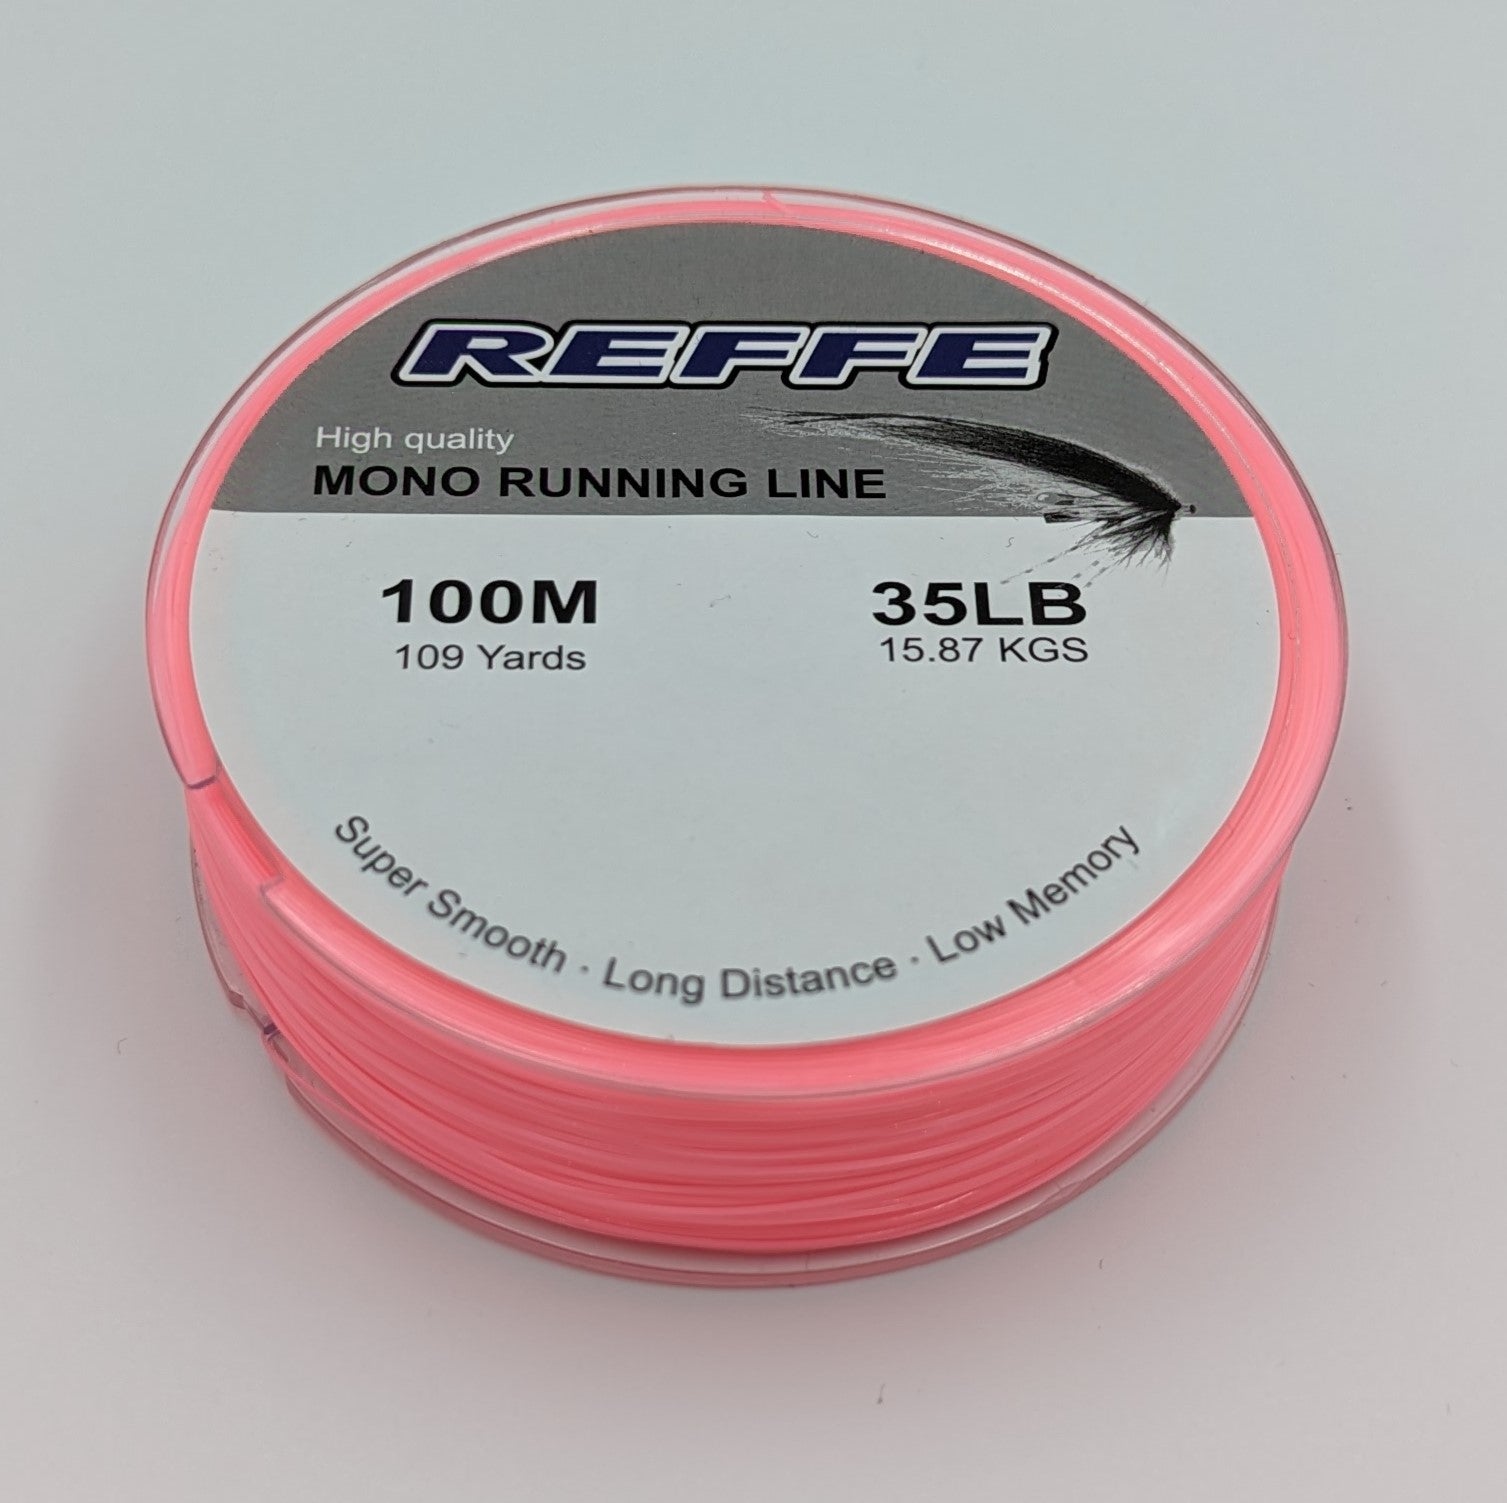 REFFE
High quality
MONO RUNNING LINE
100M
109 Yards
35LB
15.87 KGS
Super Smooth · Long Distance · Low Memory